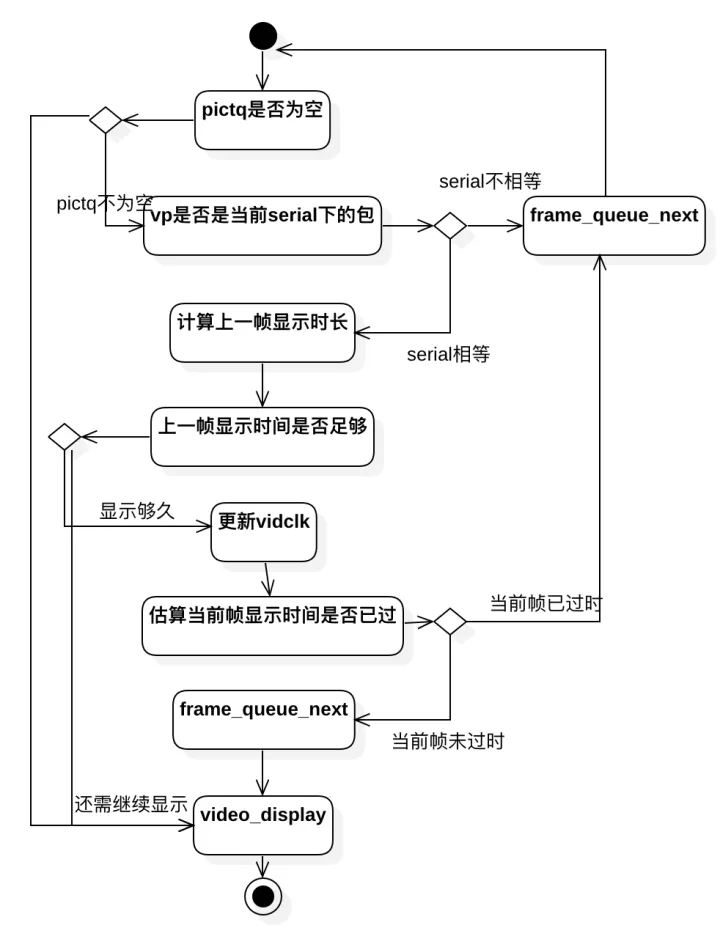 pictq是否为空
serial不相等
pictq不为空
vp是否是当前serial下的包
frame_queue_next
计算上一帧显示时长
serial相等
上一帧显示时间是否足够
显示够久
更新vidclk
当前帧已过时
估算当前帧显示时间是否已过
frame_queue_next
当前帧未过时
还需继续显示
video_display